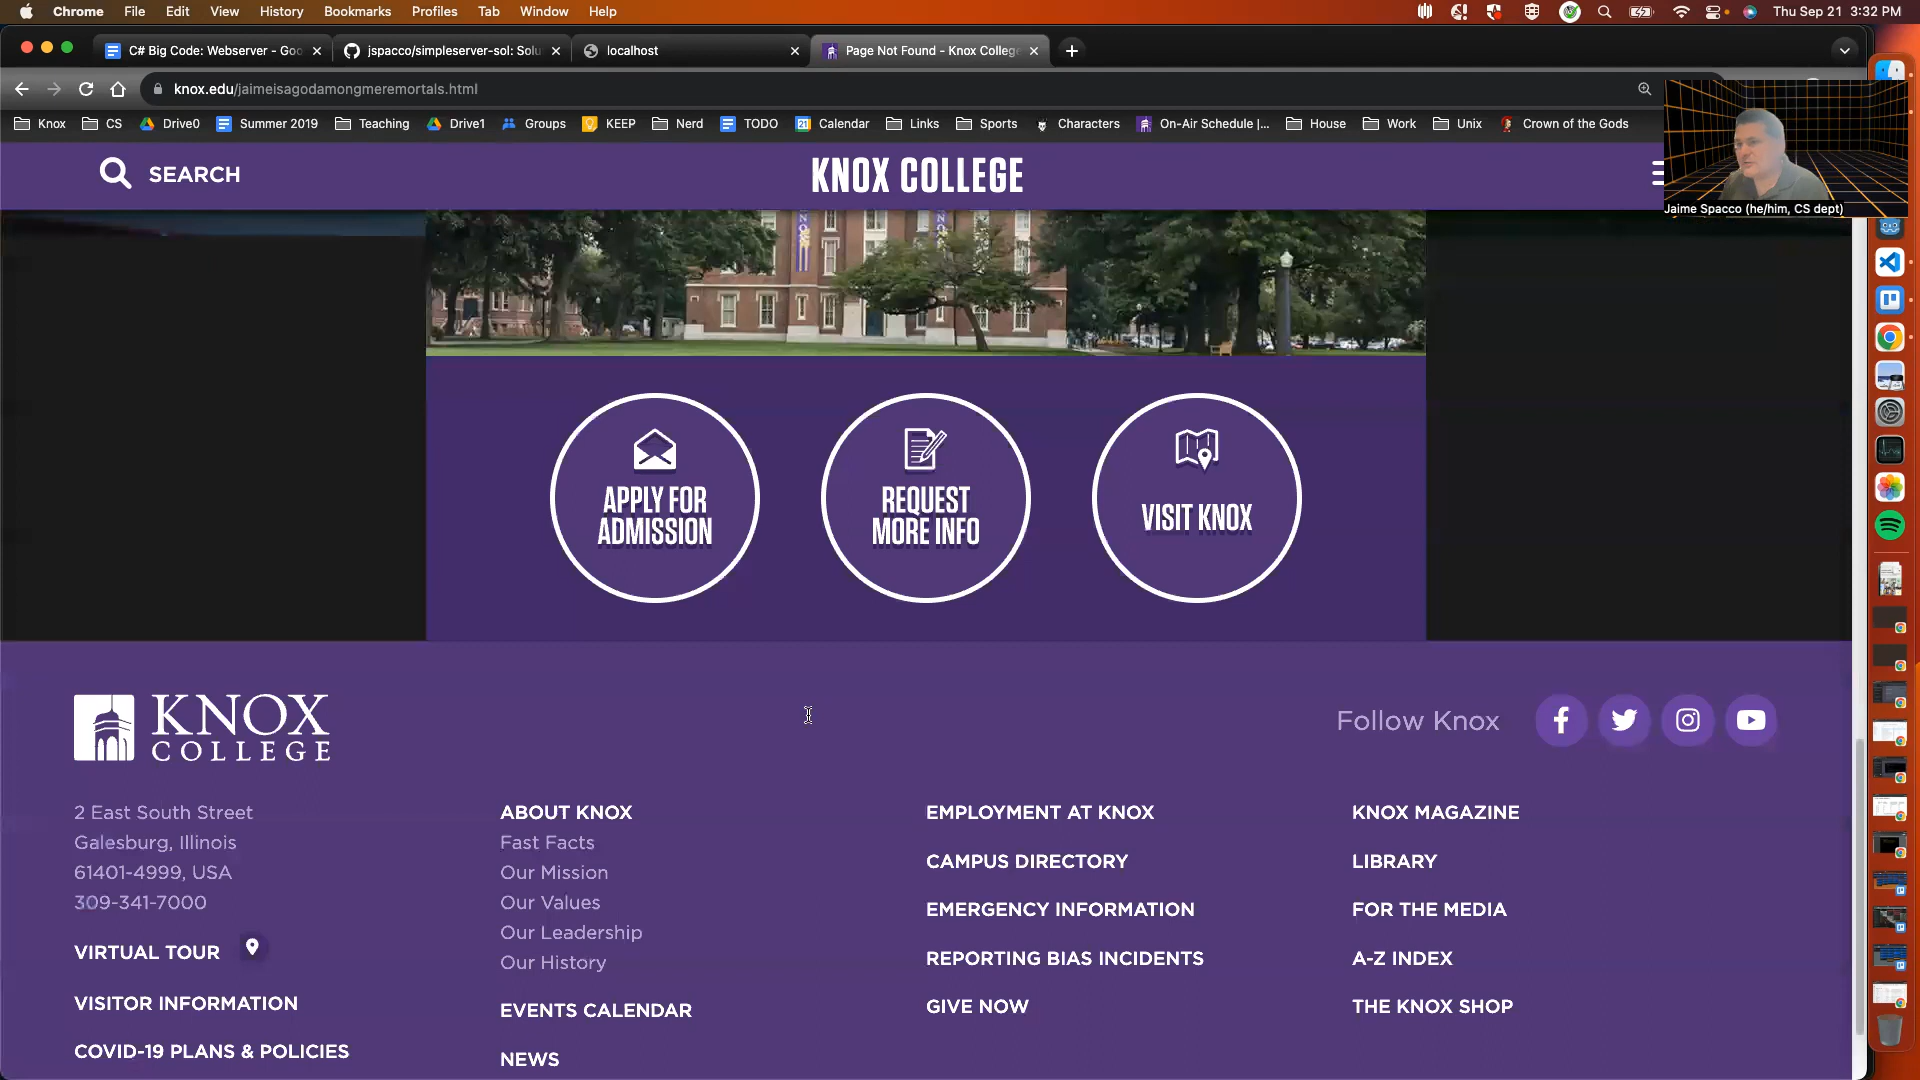 Chrome File Edit View History Bookmarks Profiles Tab Window Help Thu Sep 21 3:32 PM
C# Big Code: Webserver - Goo jspacco/simpleserver-sol: Solu localhost Page Not Found - Knox College
knox.edu/jaimeisagodamongmeremortals.html
Knox CS Drive0 Summer 2019 Teaching Drive1 Groups KEEP Nerd TODO Calendar Links Sports Characters On-Air Schedule |... House Work Unix Crown of the Gods
SEARCH
KNOX COLLEGE
Jaime Spacco (he/him, CS dept)
APPLY FOR
ADMISSION
REQUEST
MORE INFO
VISIT KNOX
KNOX
COLLEGE
Follow Knox
2 East South Street
Galesburg, Illinois
61401-4999, USA
309-341-7000
VIRTUAL TOUR
VISITOR INFORMATION
COVID-19 PLANS & POLICIES
ABOUT KNOX
Fast Facts
Our Mission
Our Values
Our Leadership
Our History
EVENTS CALENDAR
NEWS
EMPLOYMENT AT KNOX
CAMPUS DIRECTORY
EMERGENCY INFORMATION
REPORTING BIAS INCIDENTS
GIVE NOW
KNOX MAGAZINE
LIBRARY
FOR THE MEDIA
A-Z INDEX
THE KNOX SHOP